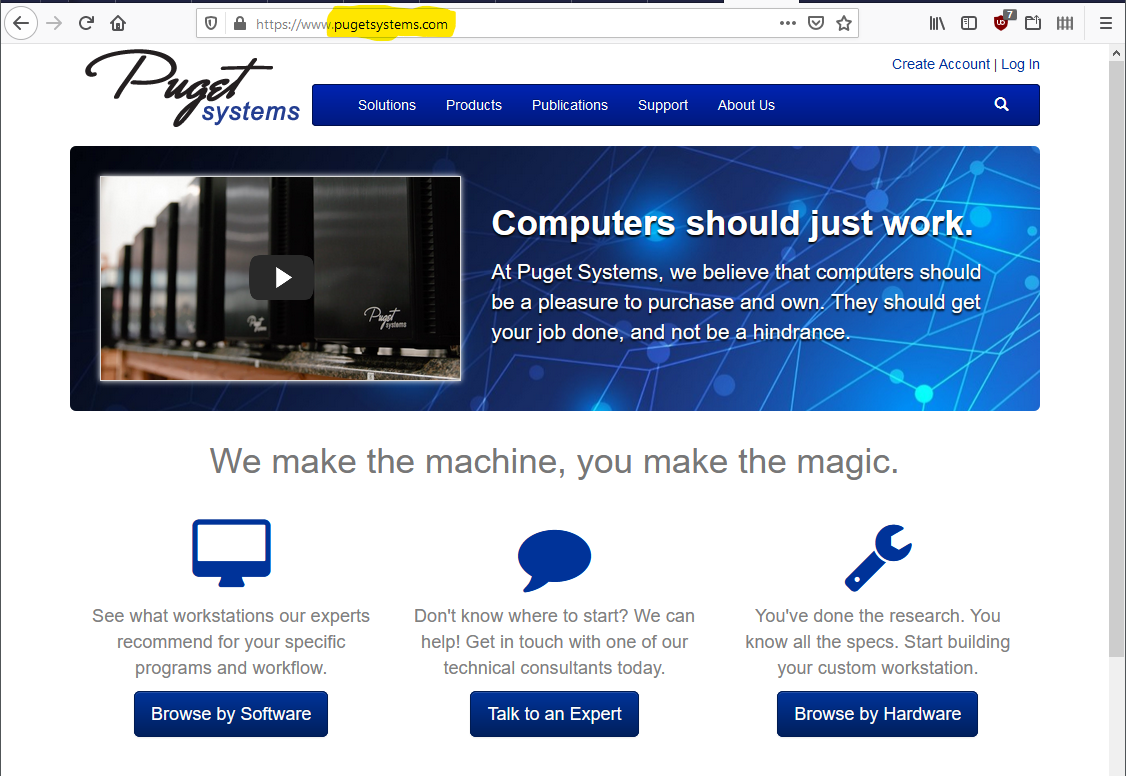 https://www.pugetsystems.com
7
Puget
systems
Create Account | Log In
Solutions Products Publications Support About Us
Puget
systems
Puget
systems
Computers should just work.
At Puget Systems, we believe that computers should
be a pleasure to purchase and own. They should get
your job done, and not be a hindrance.
We make the machine, you make the magic.
See what workstations our experts
recommend for your specific
programs and workflow.
Browse by Software
Don't know where to start? We can
help! Get in touch with one of our
technical consultants today.
Talk to an Expert
You've done the research. You
know all the specs. Start building
your custom workstation.
Browse by Hardware